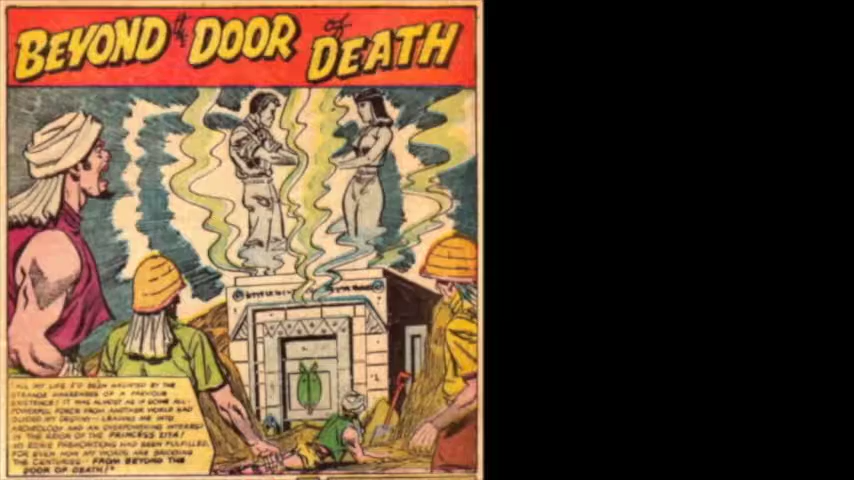 BEYOND the DOOR of DEATH
"ALL MY LIFE I'D BEEN HAUNTED BY THE
STRANGE AWARENESS OF A PREVIOUS
EXISTENCE! IT WAS ALMOST AS IF SOME ALL-
POWERFUL FORCE FROM ANOTHER WORLD HAD
GUIDED MY DESTINY-- LEADING ME INTO
ARCHEOLOGY AND AN OVERPOWERING INTEREST
IN THE REIGN OF THE PRINCESS
SO EERIE PREMONITIONS HAD BEEN FULFILLED,
FOR EVEN NOW MY WORDS ARE BRIDGING
THE CENTURIES-- FROM BEYOND THE
DOOR OF DEATH!"